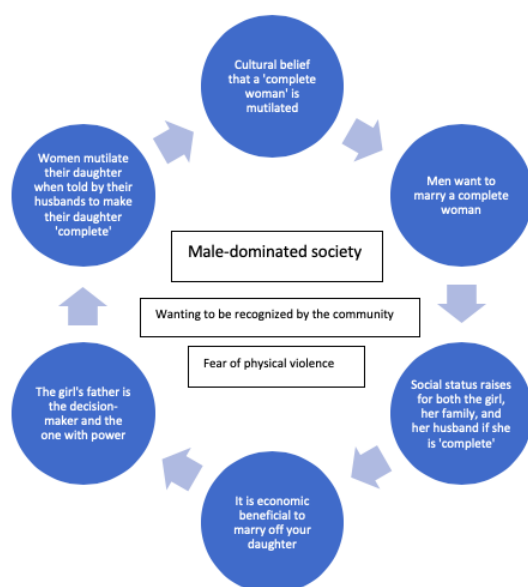 Cultural belief
that a 'complete
woman' is
mutilated
Men want to
marry a complete
woman
Social status raises
for both the girl,
her family, and
her husband if she
is 'complete'
It is economic
beneficial to
marry off your
daughter
The girl's father is
the decision-
maker and the
one with power
Women mutilate
their daughter
when told by their
husbands to make
their daughter
'complete'
Male-dominated society
Wanting to be recognized by the community
Fear of physical violence